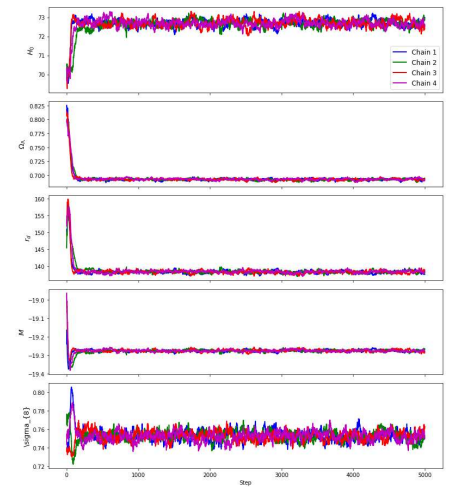 73
72
71
70
H₀
Chain 1
Chain 2
Chain 3
Chain 4
0.825
0.800
0.775
0.750
0.725
0.700
Ω_Λ
160
155
150
145
140
r_d
−19.0
−19.1
−19.2
−19.3
−19.4
M
0.80
0.78
0.76
0.74
0.72
\sigma_{8}
0 1000 2000 3000 4000 5000
Step